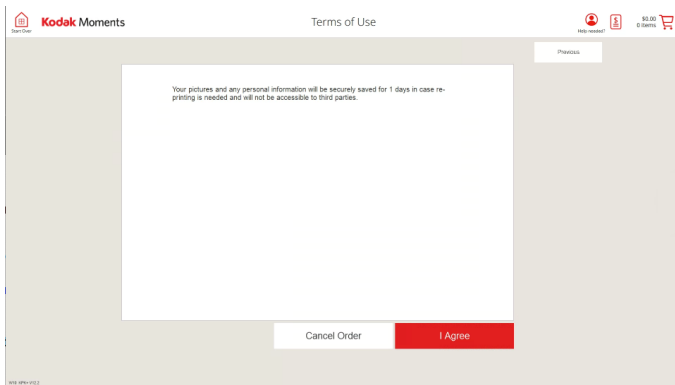 Start Over
Kodak Moments
Terms of Use
Help needed?
$
$0.00
0 items
Previous
Your pictures and any personal information will be securely saved for 1 days in case re-
printing is needed and will not be accessible to third parties.
Cancel Order
I Agree